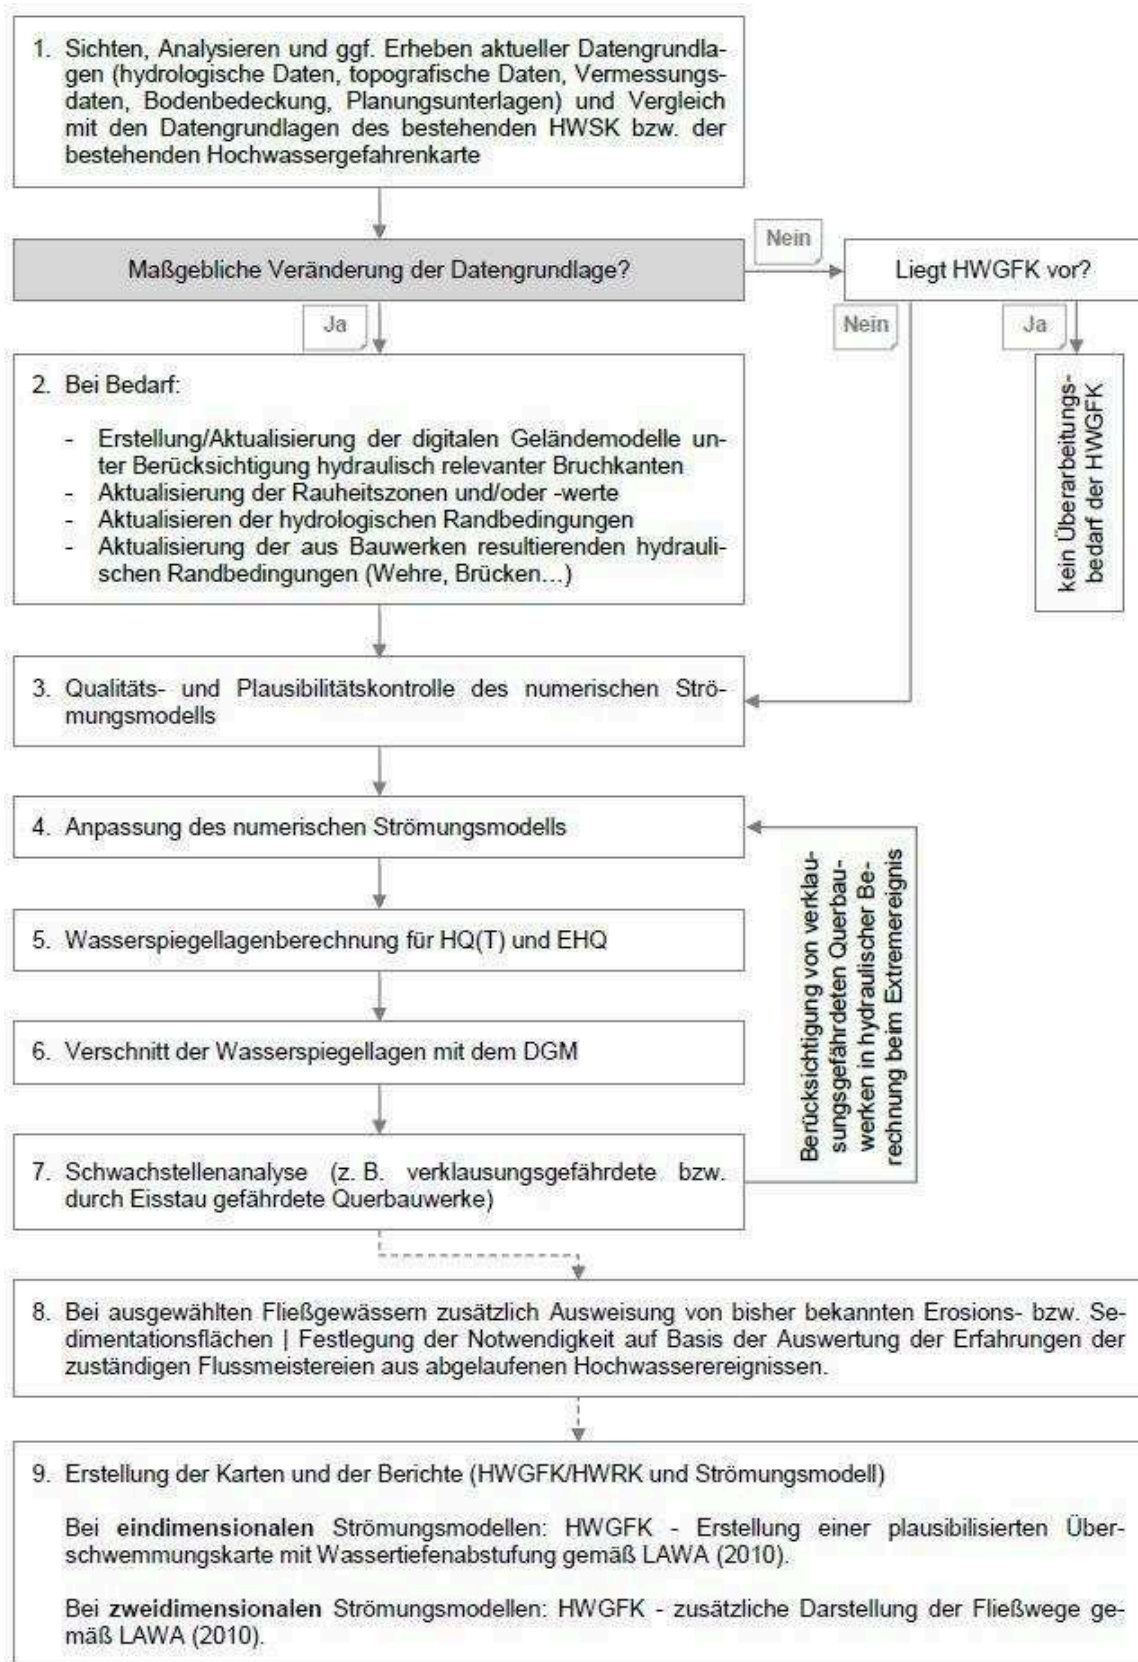 1. Sichten, Analysieren und ggf. Erheben aktueller Datengrundla-
gen (hydrologische Daten, topografische Daten, Vermessungs-
daten, Bodenbedeckung, Planungsunterlagen) und Vergleich
mit den Datengrundlagen des bestehenden HWSK bzw. der
bestehenden Hochwassergefahrenkarte
Maßgebliche Veränderung der Datengrundlage?
Nein
Liegt HWGFK vor?
Ja
Nein
Ja
kein Überarbeitungs-
bedarf der HWGFK
2. Bei Bedarf:
- Erstellung/Aktualisierung der digitalen Geländemodelle un-
ter Berücksichtigung hydraulisch relevanter Bruchkanten
- Aktualisierung der Rauheitszonen und/oder -werte
- Aktualisieren der hydrologischen Randbedingungen
- Aktualisierung der aus Bauwerken resultierenden hydrauli-
schen Randbedingungen (Wehre, Brücken...)
3. Qualitäts- und Plausibilitätskontrolle des numerischen Strö-
mungsmodells
4. Anpassung des numerischen Strömungsmodells
5. Wasserspiegellagenberechnung für HQ(T) und EHQ
6. Verschnitt der Wasserspiegellagen mit dem DGM
7. Schwachstellenanalyse (z. B. verklausungsgefährdete bzw.
durch Eisstau gefährdete Querbauwerke)
Berücksichtigung von verklau-
sungsgefährdeten Querbau-
werken in hydraulischer Be-
rechnung beim Extremereignis
8. Bei ausgewählten Fließgewässern zusätzlich Ausweisung von bisher bekannten Erosions- bzw. Se-
dimentationsflächen | Festlegung der Notwendigkeit auf Basis der Auswertung der Erfahrungen der
zuständigen Flussmeistereien aus abgelaufenen Hochwasserereignissen.
9. Erstellung der Karten und der Berichte (HWGFK/HWRK und Strömungsmodell)
Bei eindimensionalen Strömungsmodellen: HWGFK - Erstellung einer plausibilisierten Über-
schwemmungskarte mit Wassertiefenabstufung gemäß LAWA (2010).
Bei zweidimensionalen Strömungsmodellen: HWGFK - zusätzliche Darstellung der Fließwege ge-
mäß LAWA (2010).